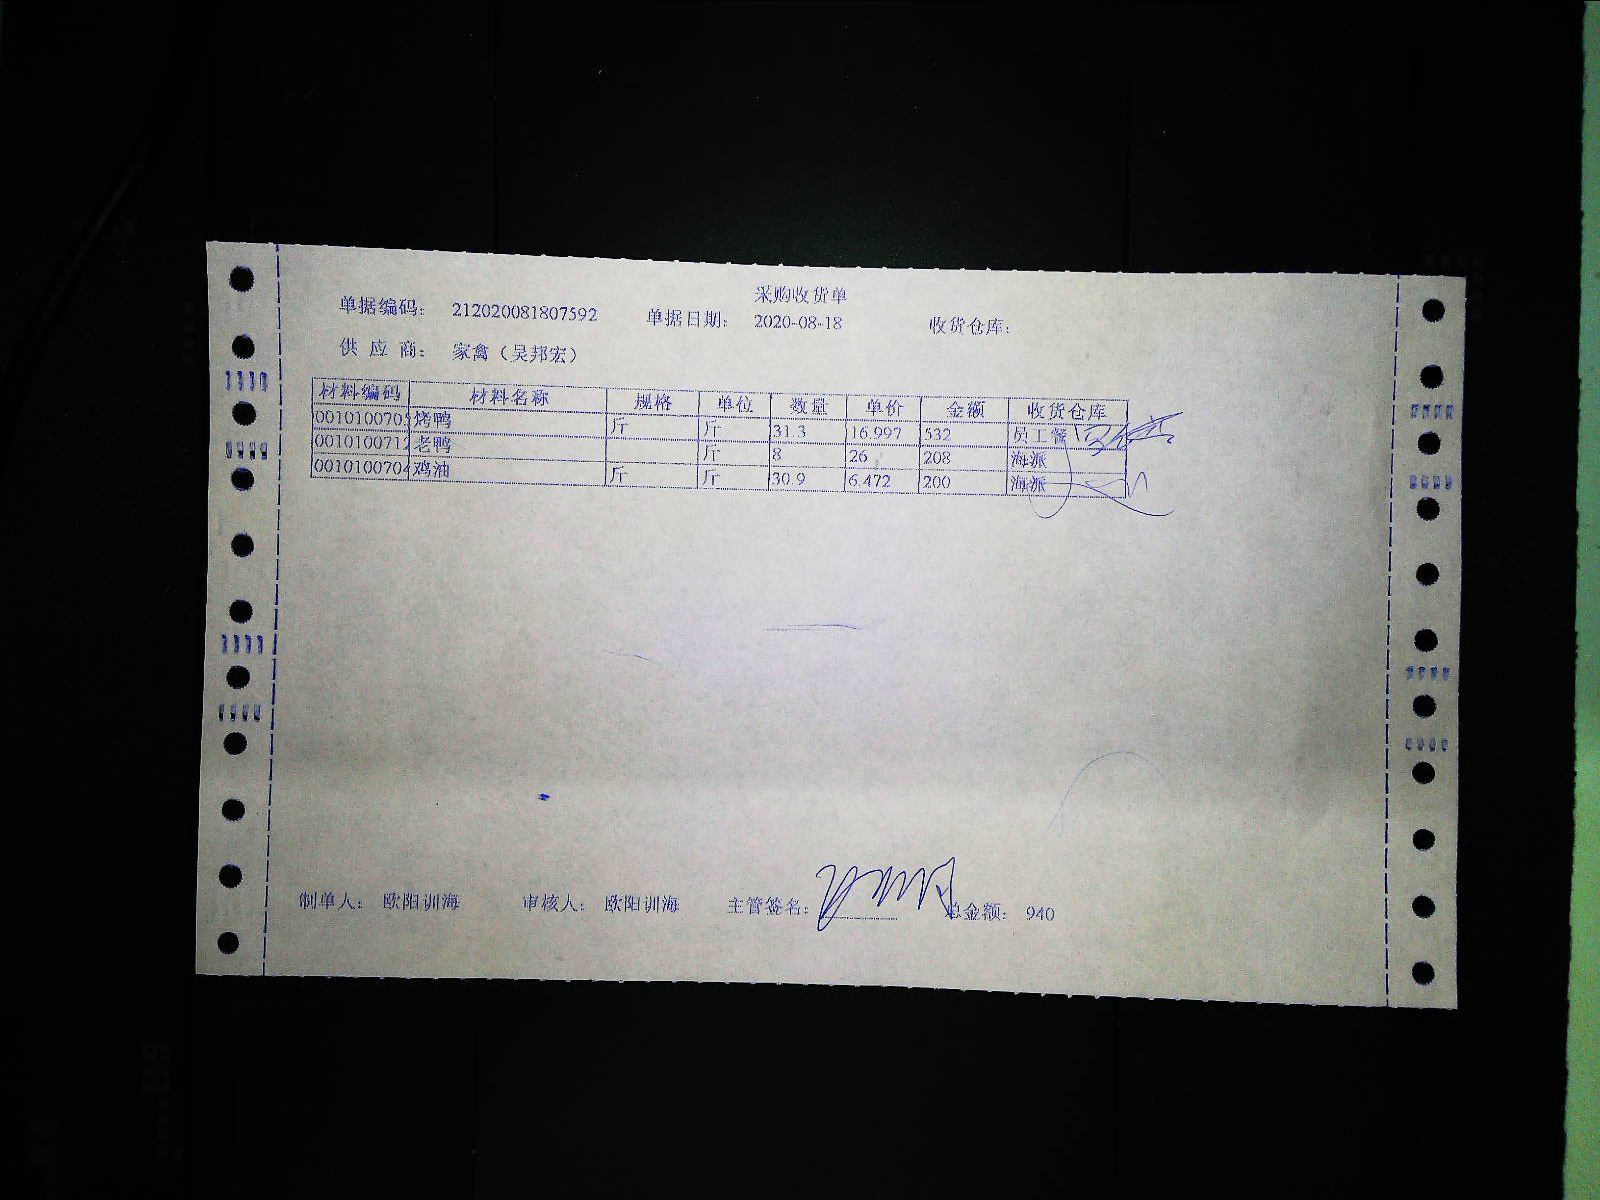 采购收货单
单据编码： 212020081807592 单据日期： 2020-08-18 收货仓库：
供 应 商： 家禽（吴邦宏）
材料编码 材料名称 规格 单位 数量 单价 金额 收货仓库
001010070 烤鸭 斤 斤 31.3 16.997 532 员工餐
001010071 老鸭 斤 8 26 208 海派
001010070 鸡油 斤 斤 30.9 6.472 200 海派
制单人： 欧阳训海 审核人： 欧阳训海 主管签名： 总金额： 940